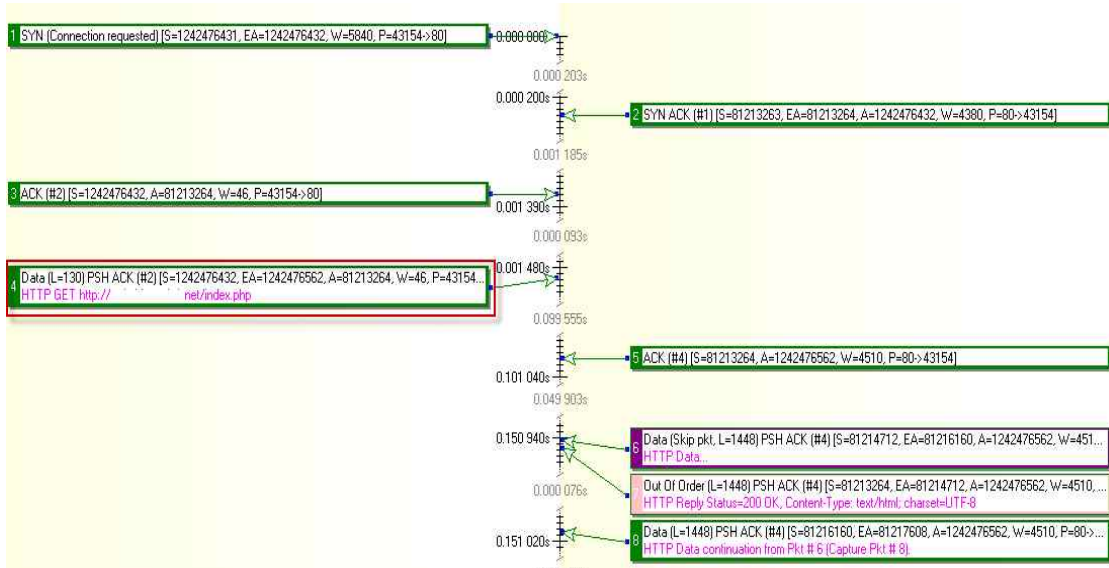 1 SYN (Connection requested) [S=1242476431, EA=1242476432, W=5840, P=43154->80]
0.000 000s
0.000 203s
0.000 200s
2 SYN ACK (#1) [S=81213263, EA=81213264, A=1242476432, W=4380, P=80->43154]
0.001 185s
3 ACK (#2) [S=1242476432, A=81213264, W=46, P=43154->80]
0.001 390s
0.000 093s
0.001 480s
4 Data (L=130) PSH ACK (#2) [S=1242476432, EA=1242476562, A=81213264, W=46, P=43154...
HTTP GET http:// net/index.php
0.099 555s
5 ACK (#4) [S=81213264, A=1242476562, W=4510, P=80->43154]
0.101 040s
0.049 903s
0.150 940s
6 Data (Skip pkt, L=1448) PSH ACK (#4) [S=81214712, EA=81216160, A=1242476562, W=451...
HTTP Data...
7 Out Of Order (L=1448) PSH ACK (#4) [S=81213264, EA=81214712, A=1242476562, W=4510, ...
HTTP Reply Status=200 OK, Content-Type: text/html; charset=UTF-8
0.000 076s
8 Data (L=1448) PSH ACK (#4) [S=81216160, EA=81217608, A=1242476562, W=4510, P=80->...
HTTP Data continuation from Pkt # 6 (Capture Pkt # 8)
0.151 020s